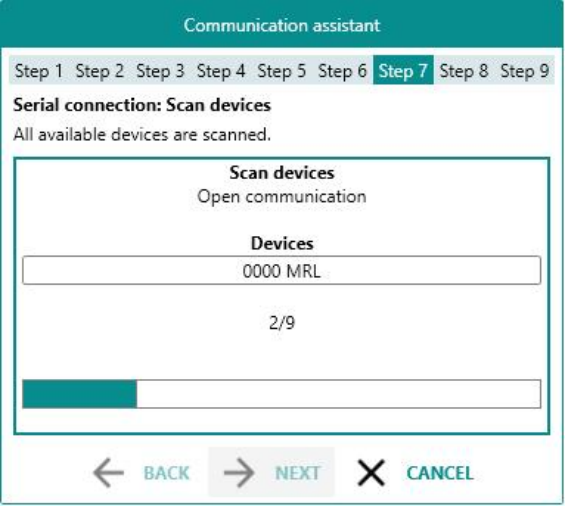 Communication assistant
Step 1 Step 2 Step 3 Step 4 Step 5 Step 6 Step 7 Step 8 Step 9
Serial connection: Scan devices
All available devices are scanned.
Scan devices
Open communication
Devices
0000 MRL
2/9
BACK NEXT CANCEL